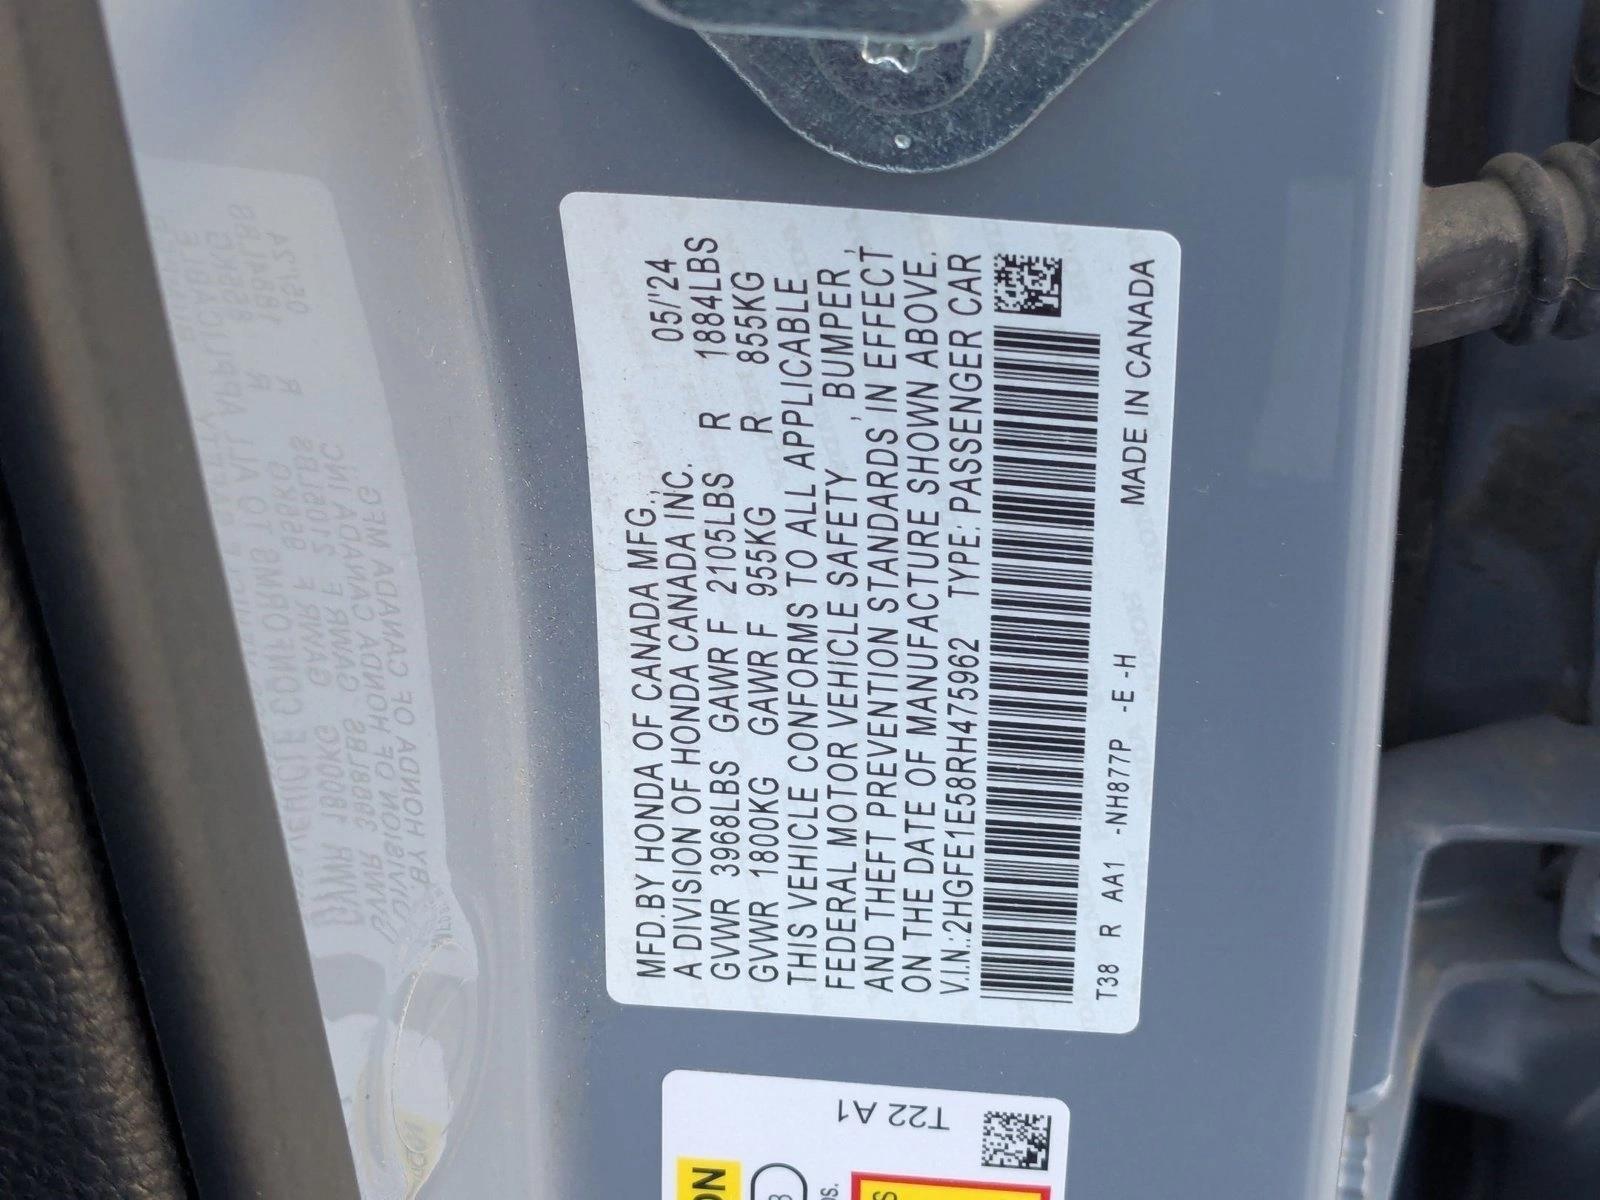 MFD.BY HONDA OF CANADA MFG.,
A DIVISION OF HONDA CANADA INC. 05/'24
GVWR 3968LBS GAWR F 2105LBS R 1884LBS
GVWR 1800KG GAWR F 955KG R 855KG
THIS VEHICLE CONFORMS TO ALL APPLICABLE
FEDERAL MOTOR VEHICLE SAFETY , BUMPER ,
AND THEFT PREVENTION STANDARDS IN EFFECT
ON THE DATE OF MANUFACTURE SHOWN ABOVE.
V.I.N.:2HGFE1E58RH475962 TYPE: PASSENGER CAR
T38 R AA1 -NH877P -E -H MADE IN CANADA
T22 A1